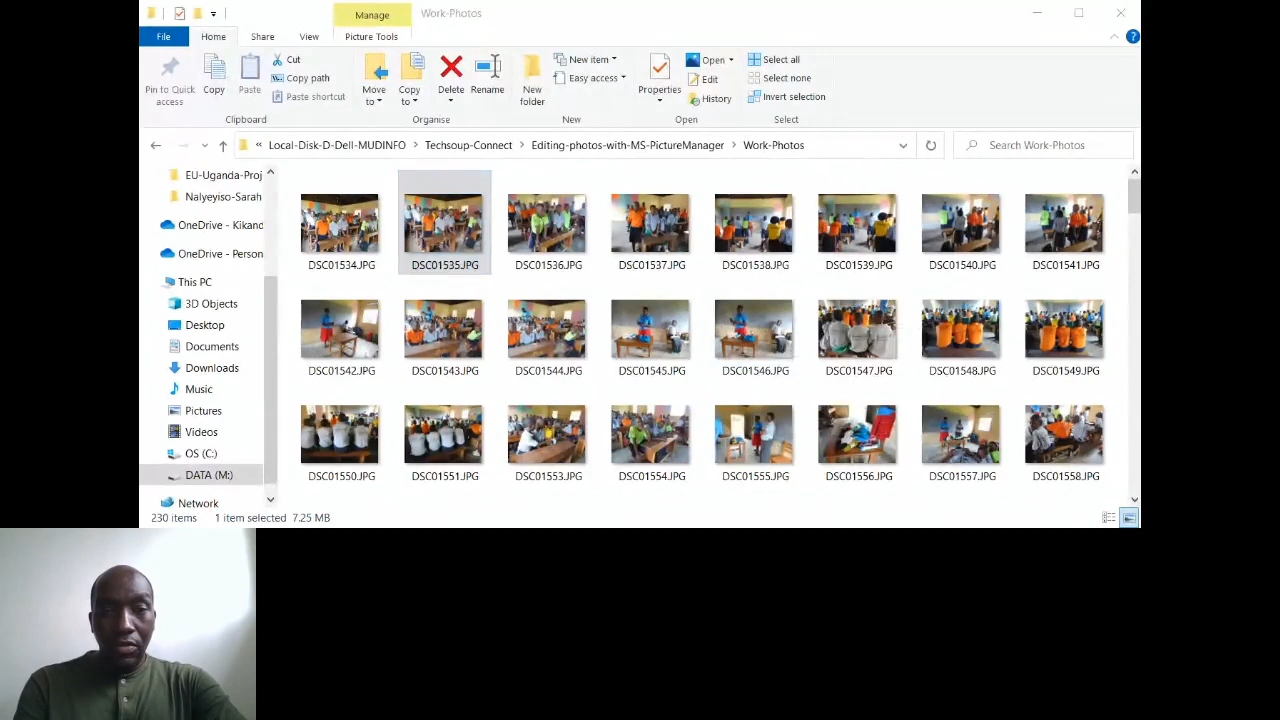 Manage
Work-Photos
File
Home
Share
View
Picture Tools
Pin to Quick access
Copy
Paste
Cut
Copy path
Paste shortcut
Clipboard
Move to
Copy to
Delete
Rename
Organise
New folder
New item
Easy access
New
Properties
Open
Edit
History
Open
Select all
Select none
Invert selection
Select
« Local-Disk-D-Dell-MUDINFO > Techsoup-Connect > Editing-photos-with-MS-PictureManager > Work-Photos
Search Work-Photos
EU-Uganda-Proj
Nalyeyiso-Sarah
OneDrive - Kikand
OneDrive - Person
This PC
3D Objects
Desktop
Documents
Downloads
Music
Pictures
Videos
OS (C:)
DATA (M:)
Network
DSC01534.JPG DSC01535.JPG DSC01536.JPG DSC01537.JPG DSC01538.JPG DSC01539.JPG DSC01540.JPG DSC01541.JPG
DSC01542.JPG DSC01543.JPG DSC01544.JPG DSC01545.JPG DSC01546.JPG DSC01547.JPG DSC01548.JPG DSC01549.JPG
DSC01550.JPG DSC01551.JPG DSC01553.JPG DSC01554.JPG DSC01555.JPG DSC01556.JPG DSC01557.JPG DSC01558.JPG
230 items 1 item selected 7.25 MB